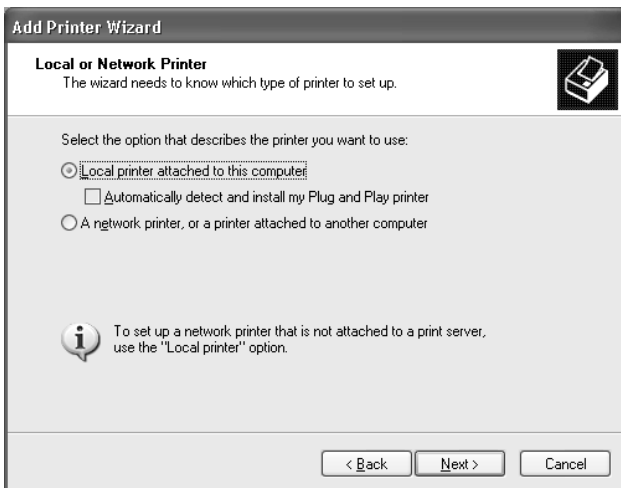 Add Printer Wizard
Local or Network Printer
The wizard needs to know which type of printer to set up.
Select the option that describes the printer you want to use:
Local printer attached to this computer
Automatically detect and install my Plug and Play printer
A network printer, or a printer attached to another computer
To set up a network printer that is not attached to a print server,
use the "Local printer" option.
< Back
Next >
Cancel